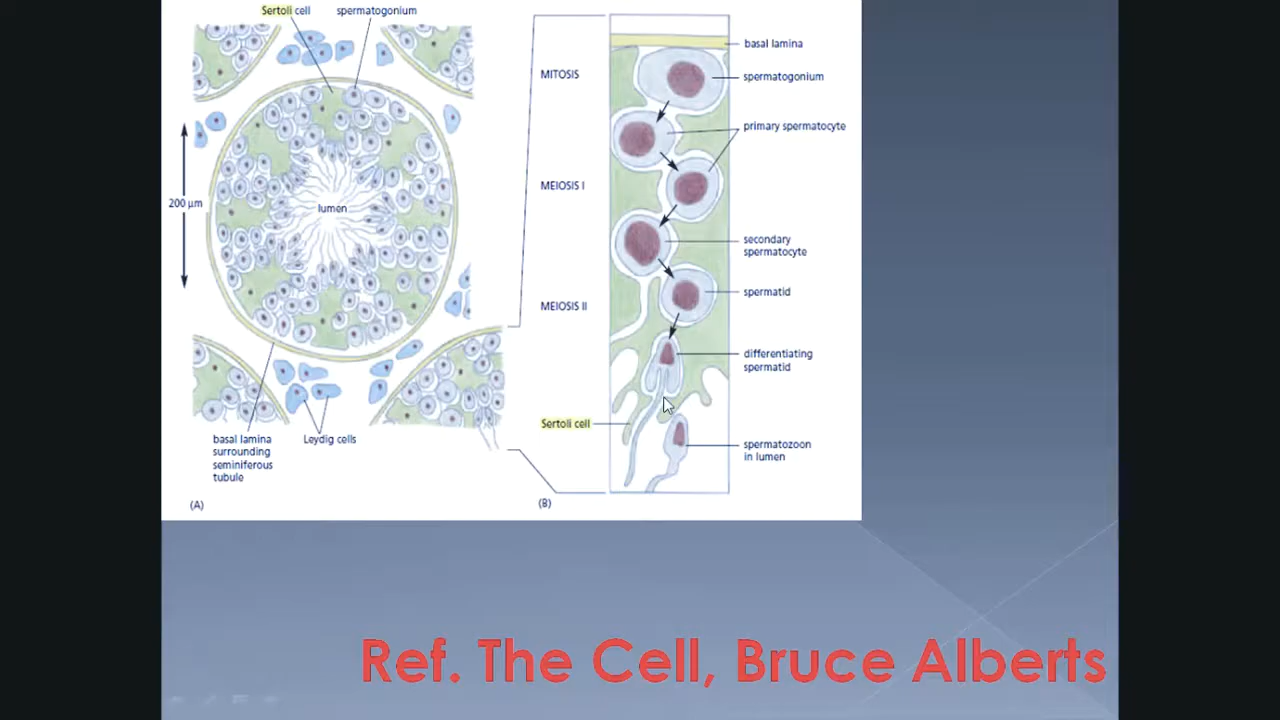 Sertoli cell
spermatogonium
200 µm
lumen
basal lamina
surrounding
seminiferous
tubule
Leydig cells
(A)
MITOSIS
MEIOSIS I
MEIOSIS II
basal lamina
spermatogonium
primary spermatocyte
secondary
spermatocyte
spermatid
differentiating
spermatid
Sertoli cell
spermatozoon
in lumen
(B)
Ref. The Cell, Bruce Alberts